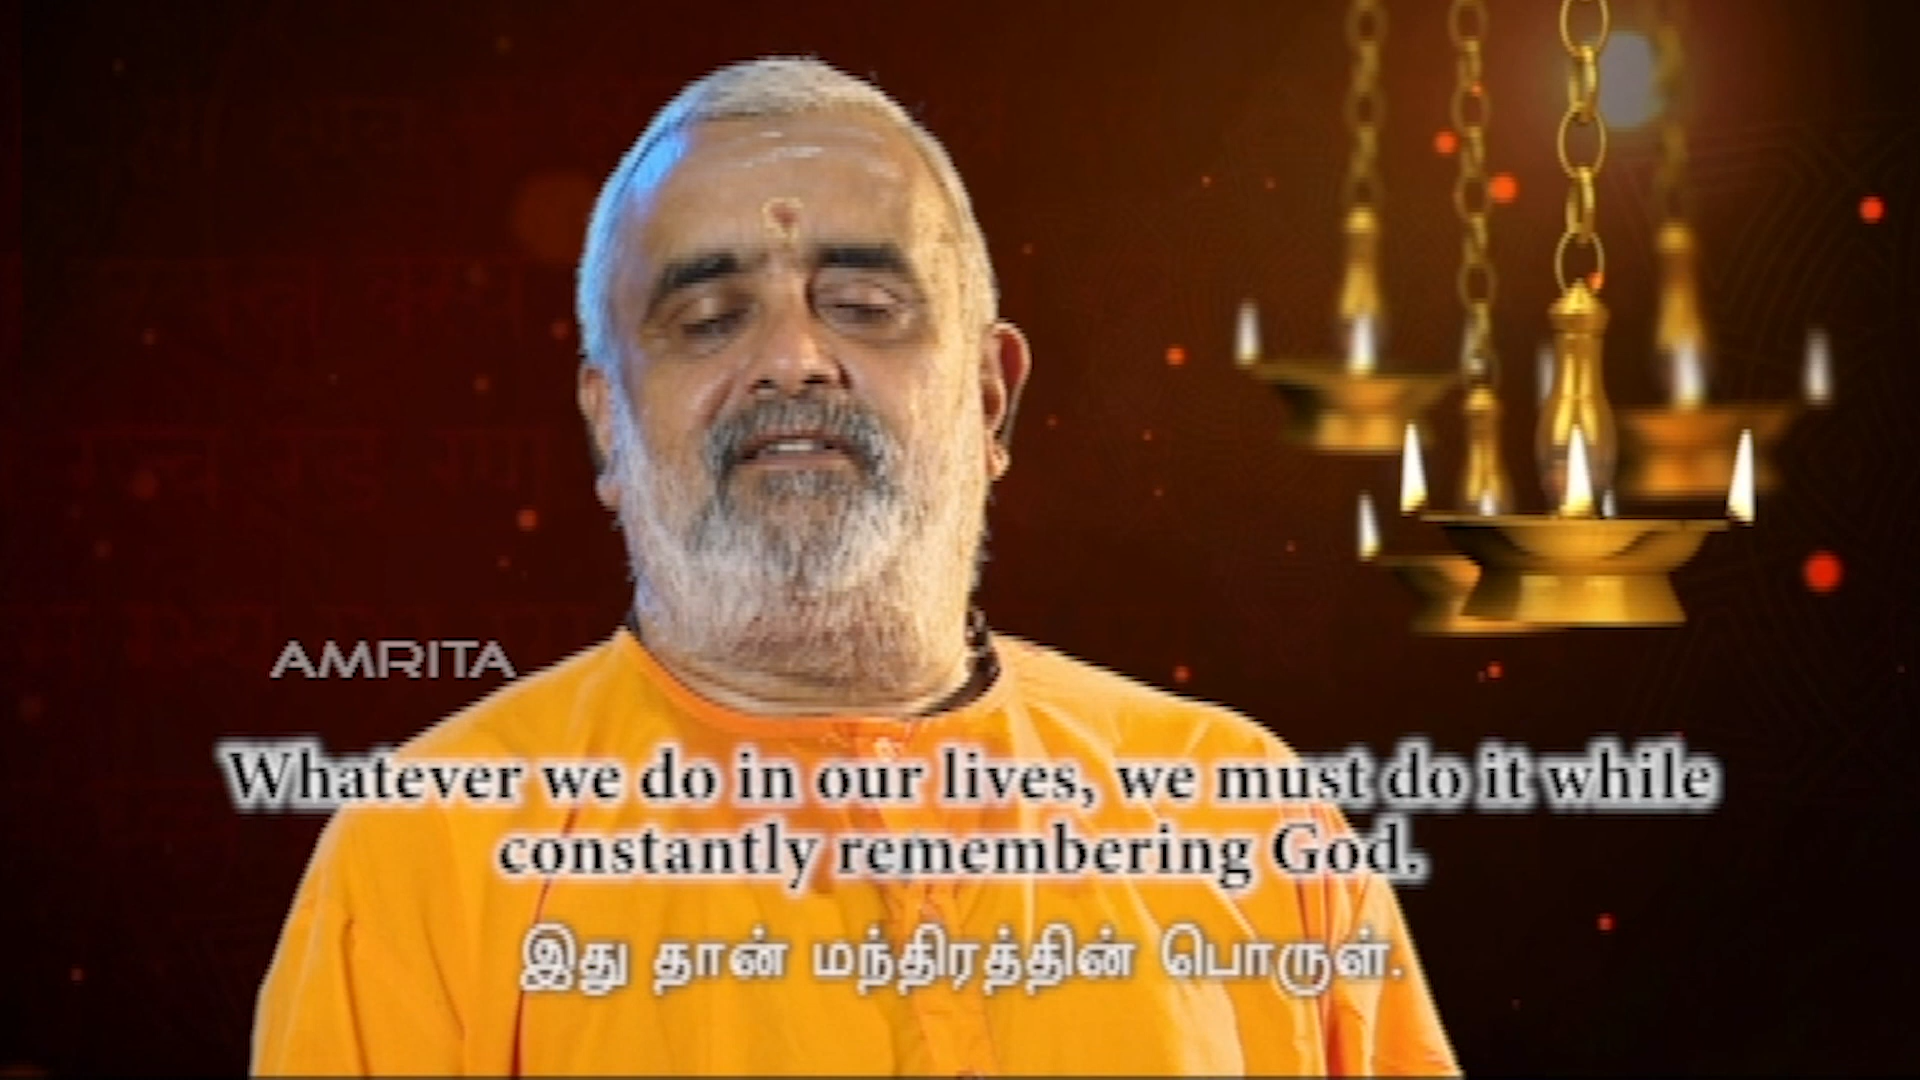 AMRITA
Whatever we do in our lives, we must do it while
constantly remembering God.
இது தான் மந்திரத்தின் பொருள்.